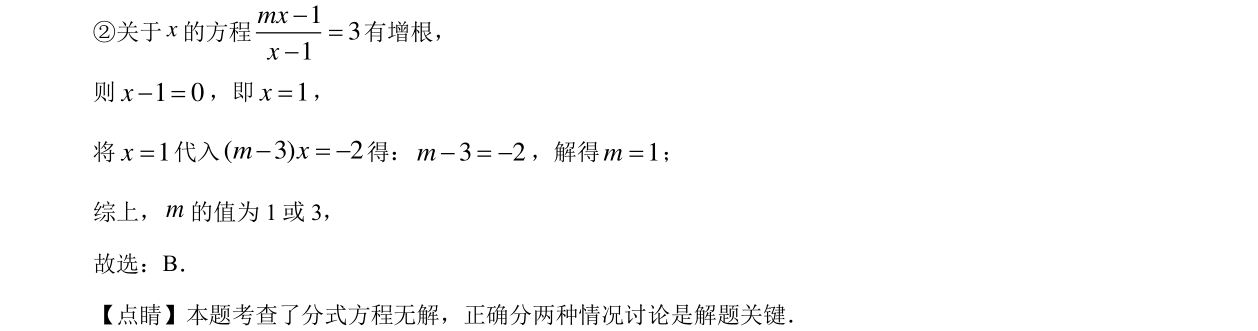 ②关于 x 的方程 \frac{mx-1}{x-1}=3 有增根，
则 x-1=0，即 x=1，
将 x=1 代入 (m-3)x=-2 得：m-3=-2，解得 m=1；
综上，m 的值为 1 或 3，
故选：B．
【点睛】本题考查了分式方程无解，正确分两种情况讨论是解题关键．